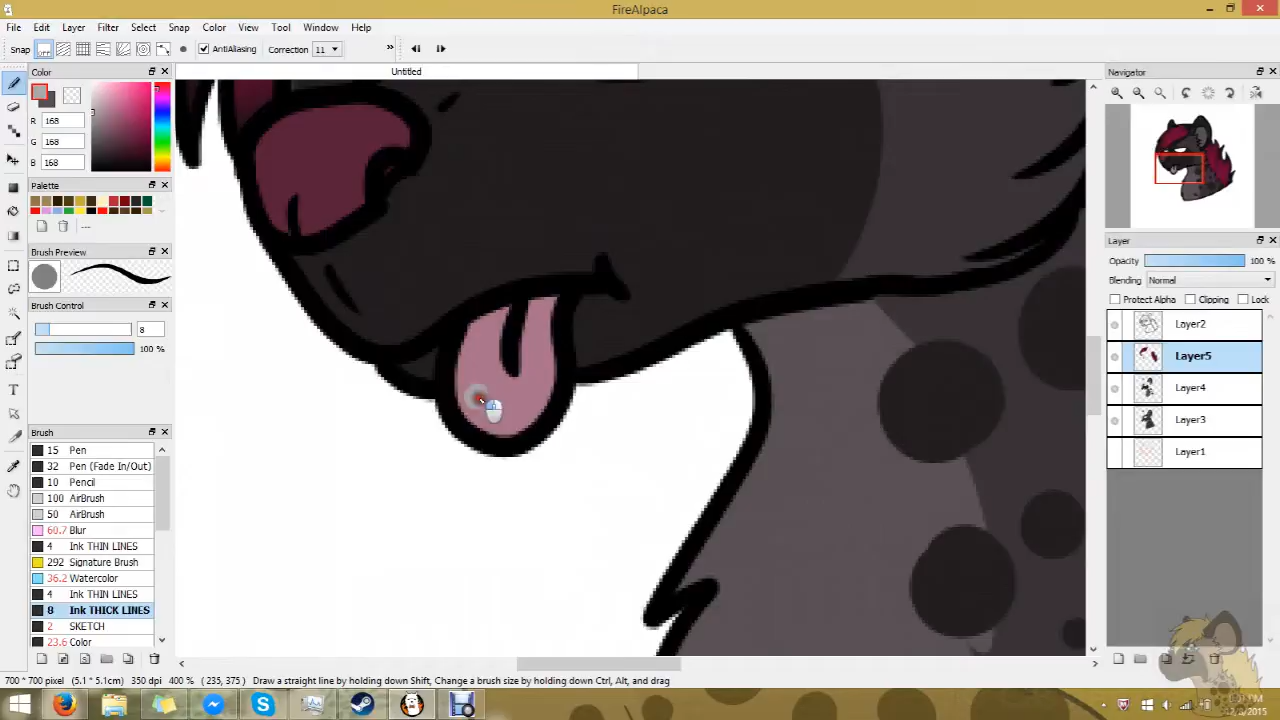 FireAlpaca
File Edit Layer Filter Select Snap Color View Tool Window Help
Snap OFF AntiAliasing Correction 11 »
Color
Untitled
Navigator
R 168
G 168
B 168
Palette
---
Brush Preview
Brush Control
8
100 %
Brush
15 Pen
32 Pen (Fade In/Out)
10 Pencil
100 AirBrush
50 AirBrush
60.7 Blur
4 Ink THIN LINES
292 Signature Brush
36.2 Watercolor
4 Ink THIN LINES
8 Ink THICK LINES
2 SKETCH
23.6 Color
Layer
Opacity 100 %
Blending Normal
Protect Alpha Clipping Lock
Layer2
Layer5
Layer4
Layer3
Layer1
700 * 700 pixel (5.1 * 5.1cm) 350 dpi 400 % ( 235, 375 ) Draw a straight line by holding down Shift, Change a brush size by holding down Ctrl, Alt, and drag